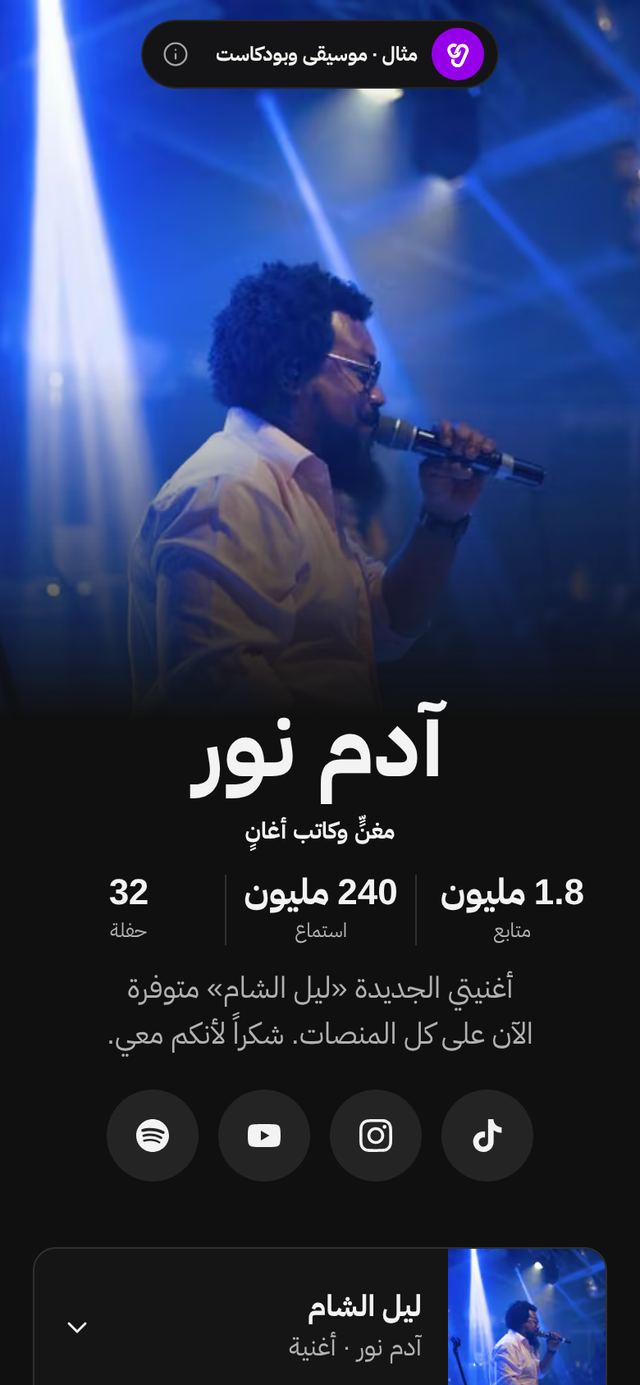 مثال · موسيقى وبودكاست
آدم نور
مغنٍّ وكاتب أغانٍ
1.8 مليون
متابع
240 مليون
استماع
32
حفلة
أغنيتي الجديدة «ليل الشام» متوفرة
الآن على كل المنصات. شكراً لأنكم معي.
ليل الشام
آدم نور · أغنية